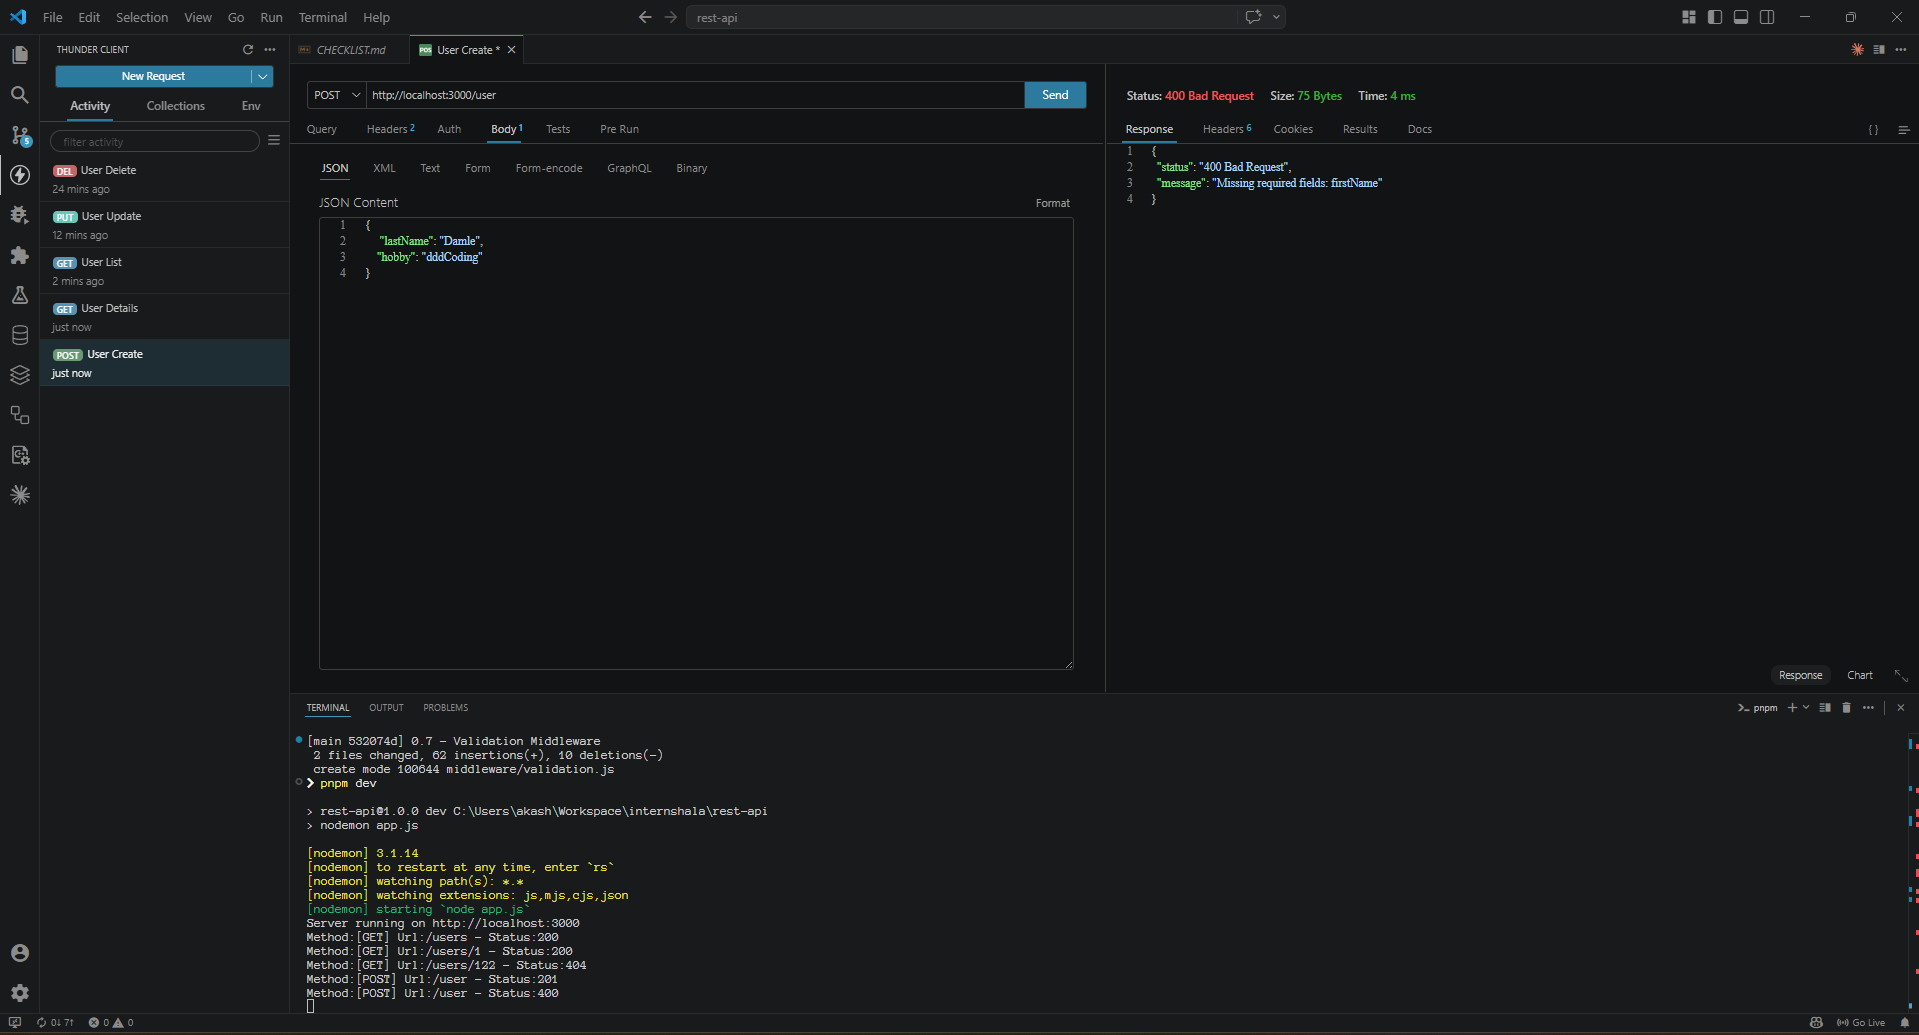 File Edit Selection View Go Run Terminal Help
rest-api
THUNDER CLIENT
New Request
Activity Collections Env
filter activity
DEL User Delete
24 mins ago
PUT User Update
12 mins ago
GET User List
2 mins ago
GET User Details
just now
POST User Create
just now
5
CHECKLIST.md
POS User Create *
POST http://localhost:3000/user Send
Query Headers 2 Auth Body 1 Tests Pre Run
JSON XML Text Form Form-encode GraphQL Binary
JSON Content Format
1 {
2 "lastName": "Damle",
3 "hobby": "dddCoding"
4 }
Status: 400 Bad Request Size: 75 Bytes Time: 4 ms
Response Headers 6 Cookies Results Docs { }
1 {
2 "status": "400 Bad Request",
3 "message": "Missing required fields: firstName"
4 }
Response Chart
TERMINAL OUTPUT PROBLEMS
pnpm
[main 532074d] 0.7 - Validation Middleware
2 files changed, 62 insertions(+), 10 deletions(-)
create mode 100644 middleware/validation.js
❯ pnpm dev
> rest-api@1.0.0 dev C:\Users\akash\Workspace\internshala\rest-api
> nodemon app.js
[nodemon] 3.1.14
[nodemon] to restart at any time, enter `rs`
[nodemon] watching path(s): *.*
[nodemon] watching extensions: js,mjs,cjs,json
[nodemon] starting `node app.js`
Server running on http://localhost:3000
Method:[GET] Url:/users - Status:200
Method:[GET] Url:/users/1 - Status:200
Method:[GET] Url:/users/122 - Status:404
Method:[POST] Url:/user - Status:201
Method:[POST] Url:/user - Status:400
0↓ 7↑ 0 0 Go Live